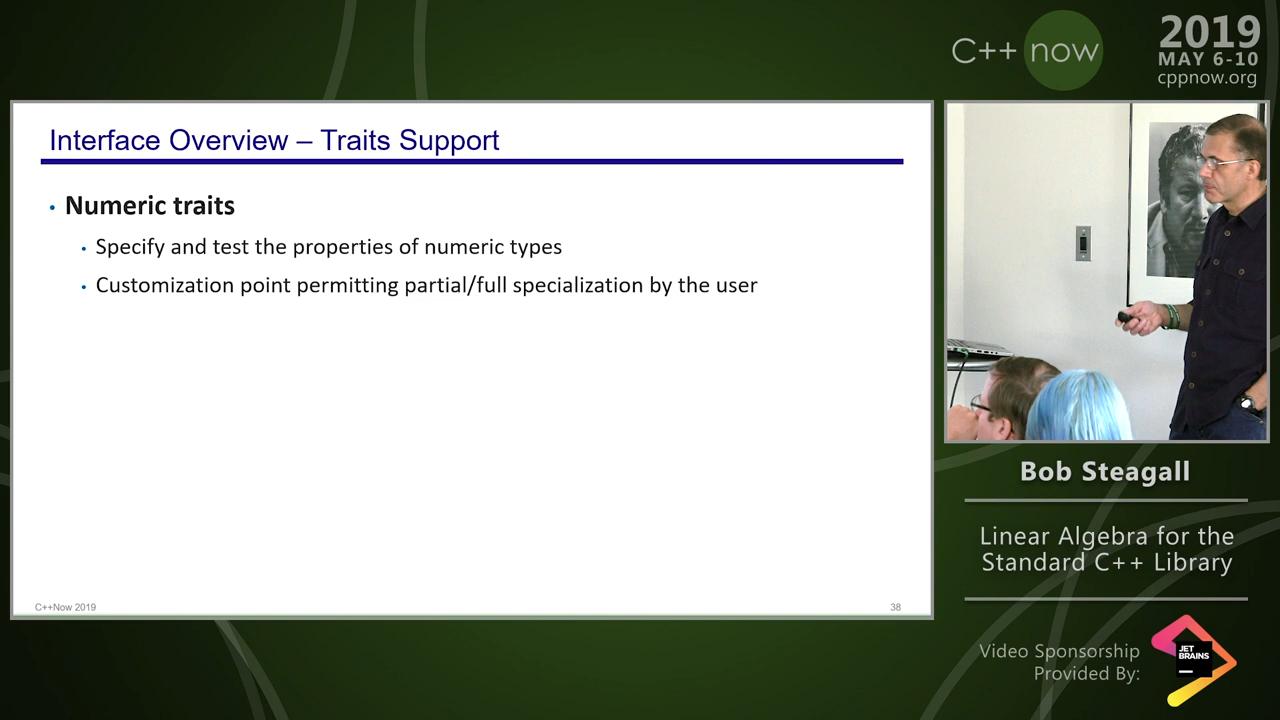 C++ now
2019
MAY 6-10
cppnow.org
Interface Overview – Traits Support
• Numeric traits
• Specify and test the properties of numeric types
• Customization point permitting partial/full specialization by the user
C++Now 2019
38
Bob Steagall
Linear Algebra for the
Standard C++ Library
Video Sponsorship
Provided By:
JET
BRAINS